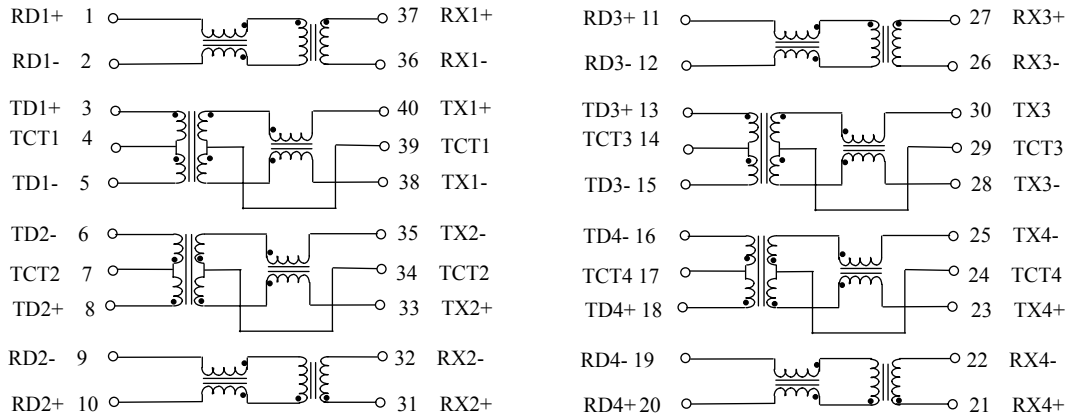 RD1+ 1 37 RX1+
RD1- 2 36 RX1-
TD1+ 3 40 TX1+
TCT1 4 39 TCT1
TD1- 5 38 TX1-
TD2- 6 35 TX2-
TCT2 7 34 TCT2
TD2+ 8 33 TX2+
RD2- 9 32 RX2-
RD2+ 10 31 RX2+
RD3+ 11 27 RX3+
RD3- 12 26 RX3-
TD3+ 13 30 TX3
TCT3 14 29 TCT3
TD3- 15 28 TX3-
TD4- 16 25 TX4-
TCT4 17 24 TCT4
TD4+ 18 23 TX4+
RD4- 19 22 RX4-
RD4+ 20 21 RX4+